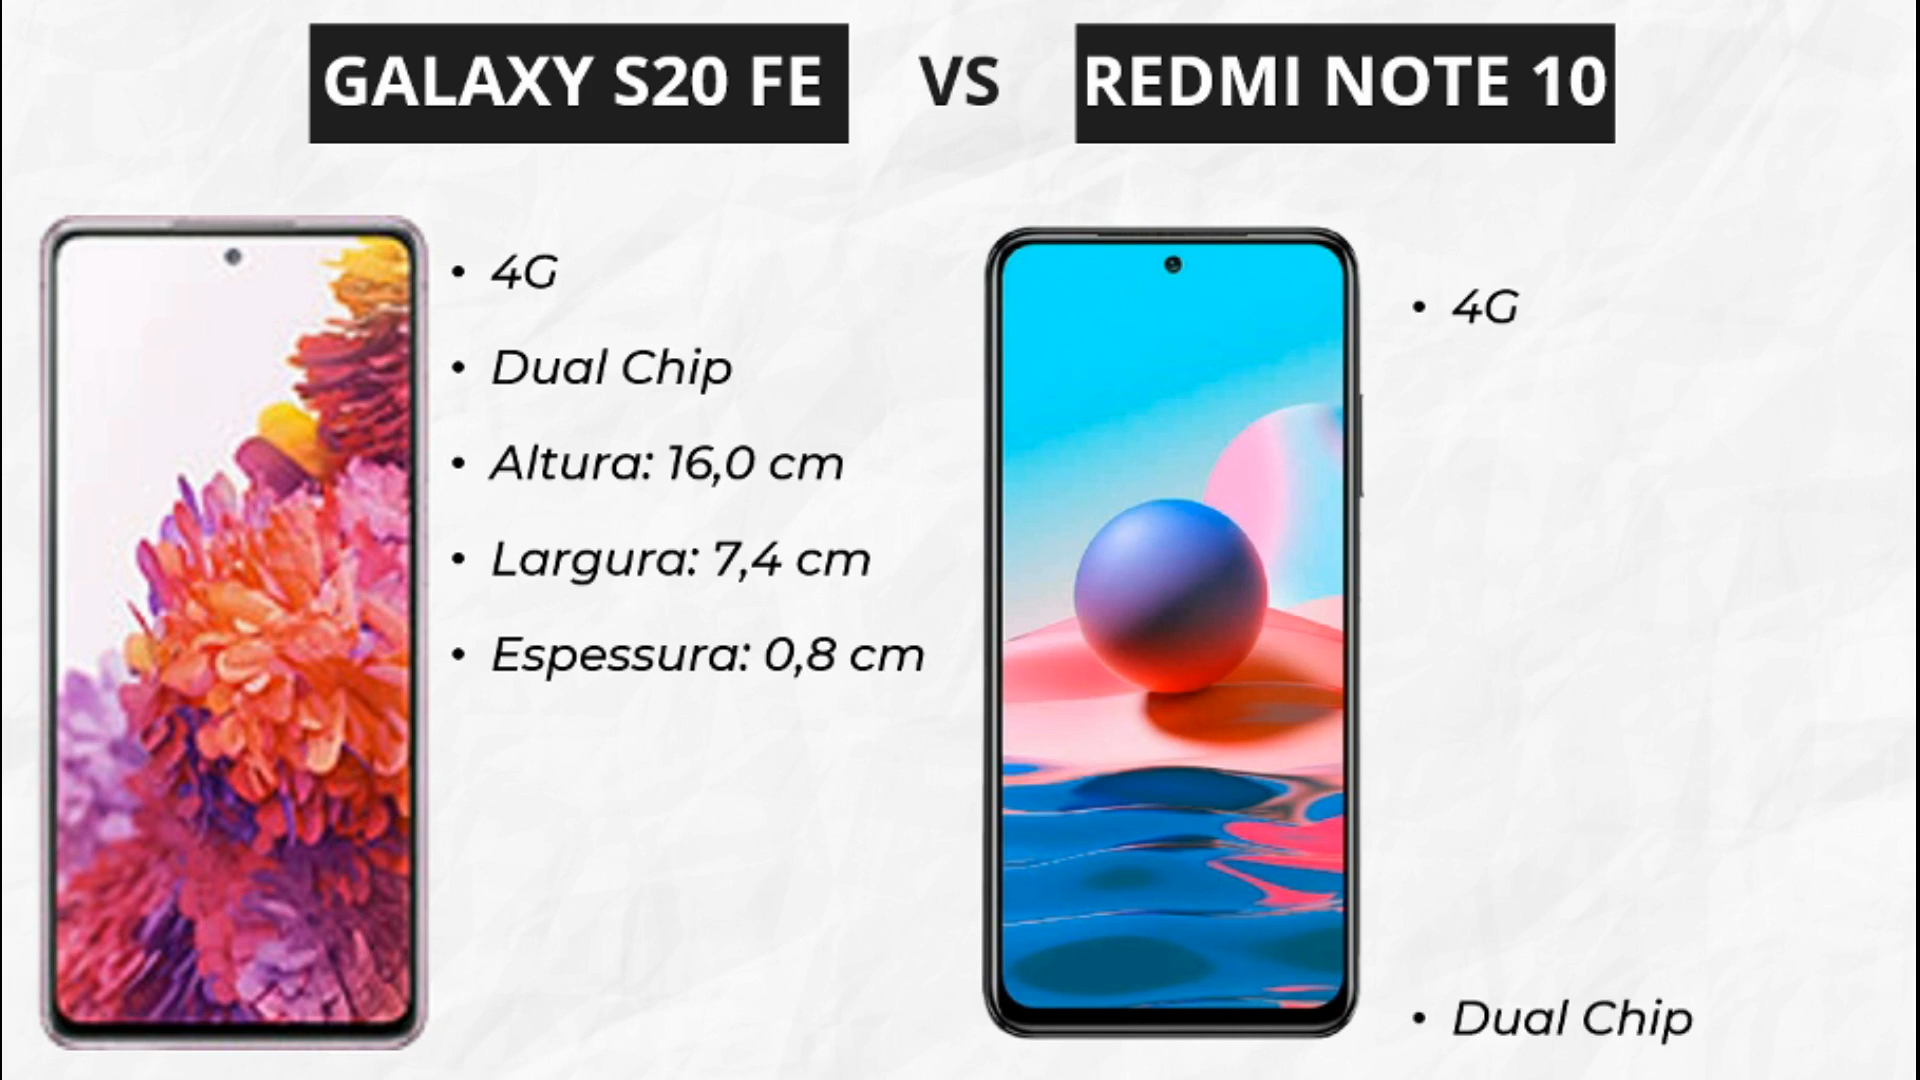 GALAXY S20 FE VS REDMI NOTE 10
• 4G
• Dual Chip
• Altura: 16,0 cm
• Largura: 7,4 cm
• Espessura: 0,8 cm
• 4G
• Dual Chip